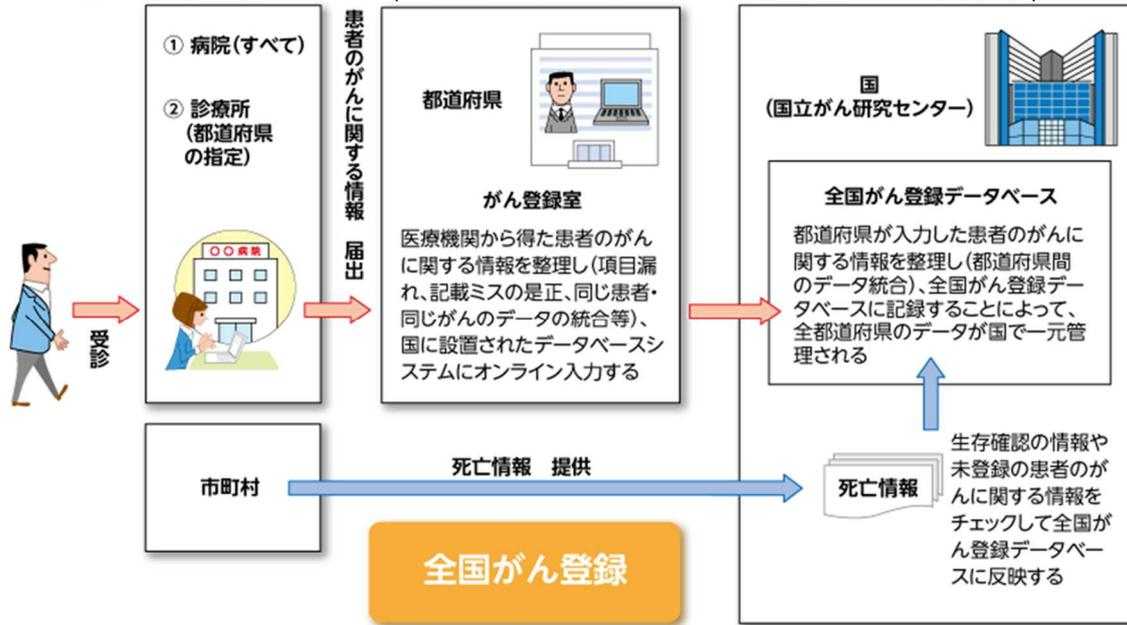 受診
① 病院（すべて）
② 診療所
（都道府県
の指定）
〇〇病院
患者のがんに関する情報　届出
都道府県
がん登録室
医療機関から得た患者のがん
に関する情報を整理し（項目漏
れ、記載ミスの是正、同じ患者・
同じがんのデータの統合等）、
国に設置されたデータベースシ
ステムにオンライン入力する
国
（国立がん研究センター）
全国がん登録データベース
都道府県が入力した患者のがんに
関する情報を整理し（都道府県間
のデータ統合）、全国がん登録デー
タベースに記録することによって、
全都道府県のデータが国で一元管
理される
市町村
死亡情報　提供
死亡情報
生存確認の情報や
未登録の患者のが
んに関する情報を
チェックして全国が
ん登録データベー
スに反映する
全国がん登録